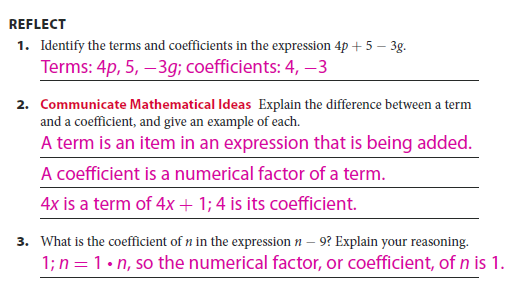 REFLECT
1. Identify the terms and coefficients in the expression 4p + 5 − 3g.
Terms: 4p, 5, −3g; coefficients: 4, −3
2. Communicate Mathematical Ideas Explain the difference between a term
and a coefficient, and give an example of each.
A term is an item in an expression that is being added.
A coefficient is a numerical factor of a term.
4x is a term of 4x + 1; 4 is its coefficient.
3. What is the coefficient of n in the expression n − 9? Explain your reasoning.
1; n = 1 • n, so the numerical factor, or coefficient, of n is 1.